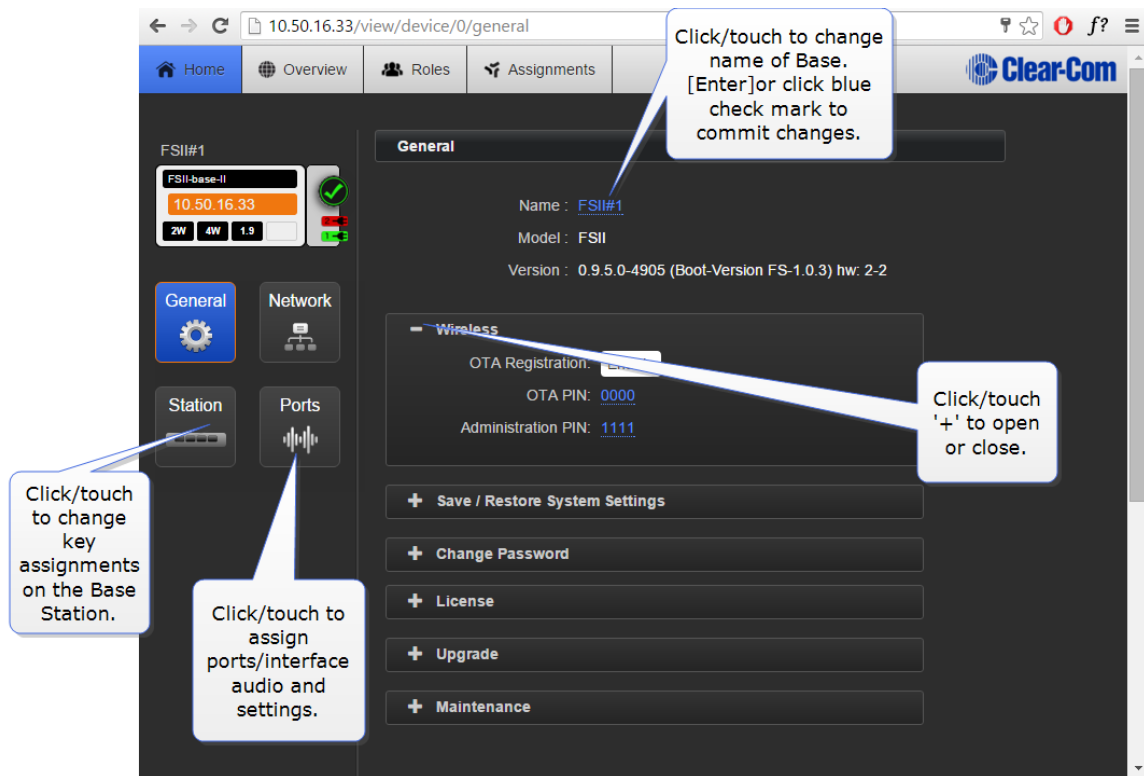 10.50.16.33/view/device/0/general
f?
Home
Overview
Roles
Assignments
Clear-Com
Click/touch to change
name of Base.
[Enter]or click blue
check mark to
commit changes.
FSII#1
FSII-base-II
10.50.16.33
2W
4W
1.9
2
1
General
Name : FSII#1
Model : FSII
Version : 0.9.5.0-4905 (Boot-Version FS-1.0.3) hw: 2-2
General
Network
Station
Ports
Wireless
OTA Registration:
OTA PIN: 0000
Administration PIN: 1111
Click/touch
'+' to open
or close.
Save / Restore System Settings
Change Password
License
Upgrade
Maintenance
Click/touch
to change
key
assignments
on the Base
Station.
Click/touch to
assign
ports/interface
audio and
settings.